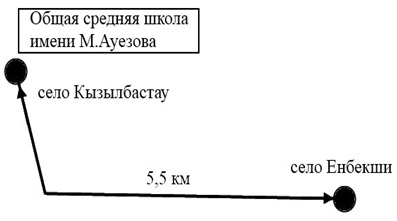 Общая средняя школа
имени М.Ауезова
село Кызылбастау
село Енбекши
5,5 км